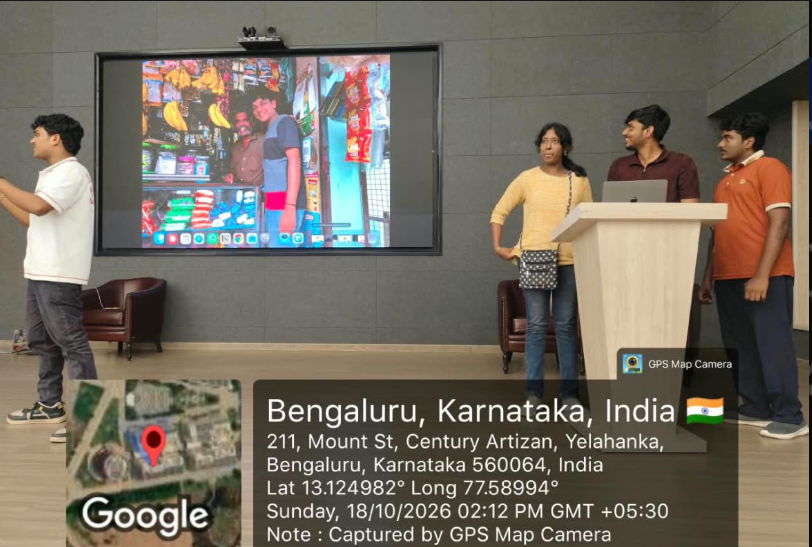 GPS Map Camera
Bengaluru, Karnataka, India
211, Mount St, Century Artizan, Yelahanka,
Bengaluru, Karnataka 560064, India
Lat 13.124982° Long 77.58994°
Sunday, 18/10/2026 02:12 PM GMT +05:30
Note : Captured by GPS Map Camera
Google